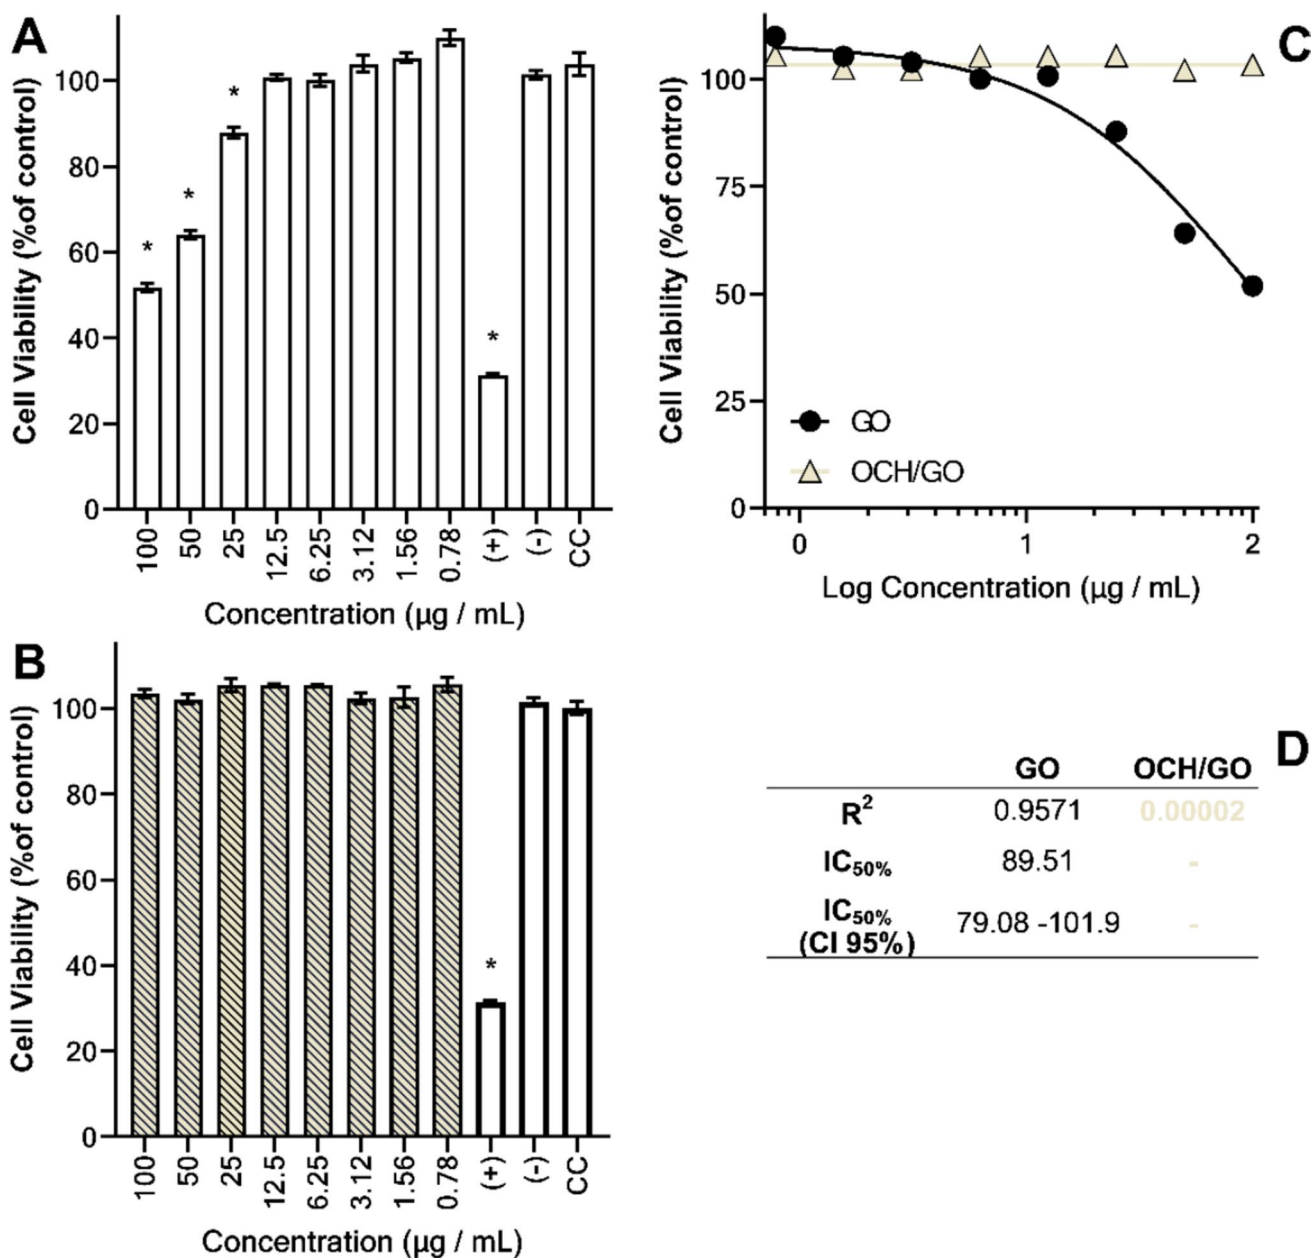 A
Cell Viability (%of control)
100
80
60
40
20
0
*
*
*
*
100
50
25
12.5
6.25
3.12
1.56
0.78
(+)
(-)
CC
Concentration (µg / mL)
C
Cell Viability (%of control)
100
75
50
25
0
GO
OCH/GO
0
1
2
Log Concentration (µg / mL)
B
Cell Viability (%of control)
100
80
60
40
20
0
*
100
50
25
12.5
6.25
3.12
1.56
0.78
(+)
(-)
CC
Concentration (µg / mL)
D
GO OCH/GO
R² 0.9571 0.00002
IC50% 89.51 -
IC50%
(CI 95%) 79.08 -101.9 -